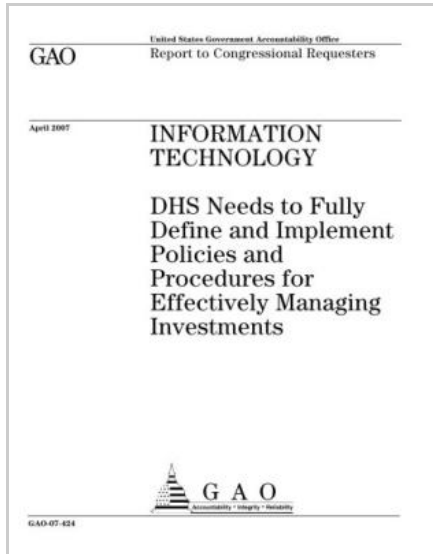 United States Government Accountability Office
GAO
Report to Congressional Requesters
April 2007
INFORMATION
TECHNOLOGY
DHS Needs to Fully
Define and Implement
Policies and
Procedures for
Effectively Managing
Investments
GAO
Accountability * Integrity * Reliability
GAO-07-424